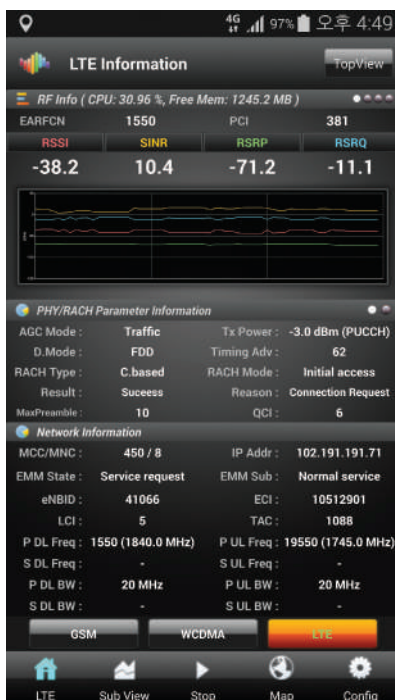 4G 97% 오후 4:49
LTE Information TopView
RF Info ( CPU: 30.96 %, Free Mem: 1245.2 MB )
EARFCN 1550 PCI 381
RSSI SINR RSRP RSRQ
-38.2 10.4 -71.2 -11.1
PHY/RACH Parameter Information
AGC Mode : Traffic Tx Power : -3.0 dBm (PUCCH)
D.Mode : FDD Timing Adv : 62
RACH Type : C.based RACH Mode : Initial access
Result : Suceess Reason : Connection Request
MaxPreamble : 10 QCI : 6
Network Information
MCC/MNC : 450 / 8 IP Addr : 102.191.191.71
EMM State : Service request EMM Sub : Normal service
eNBID : 41066 ECI : 10512901
LCI : 5 TAC : 1088
P DL Freq : 1550 (1840.0 MHz) P UL Freq : 19550 (1745.0 MHz)
S DL Freq : - S UL Freq : -
P DL BW : 20 MHz P UL BW : 20 MHz
S DL BW : - S UL BW : -
GSM WCDMA LTE
LTE Sub View Stop Map Config